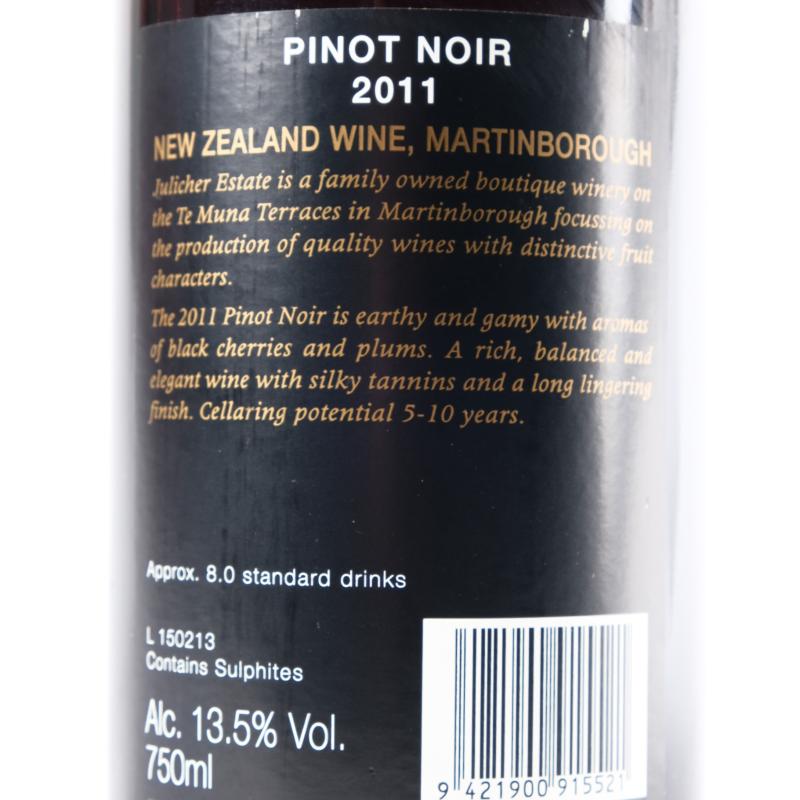 PINOT NOIR
2011
NEW ZEALAND WINE, MARTINBOROUGH
Julicher Estate is a family owned boutique winery on
the Te Muna Terraces in Martinborough focussing on
the production of quality wines with distinctive fruit
characters.
The 2011 Pinot Noir is earthy and gamy with aromas
of black cherries and plums. A rich, balanced and
elegant wine with silky tannins and a long lingering
finish. Cellaring potential 5-10 years.
Approx. 8.0 standard drinks
L 150213
Contains Sulphites
Alc. 13.5% Vol.
750ml
9 421900 915521